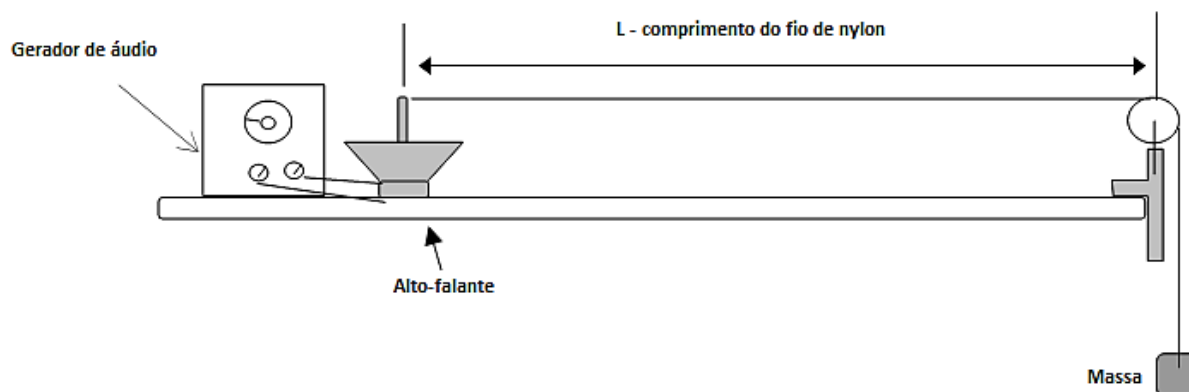 L - comprimento do fio de nylon
Gerador de áudio
Alto-falante
Massa